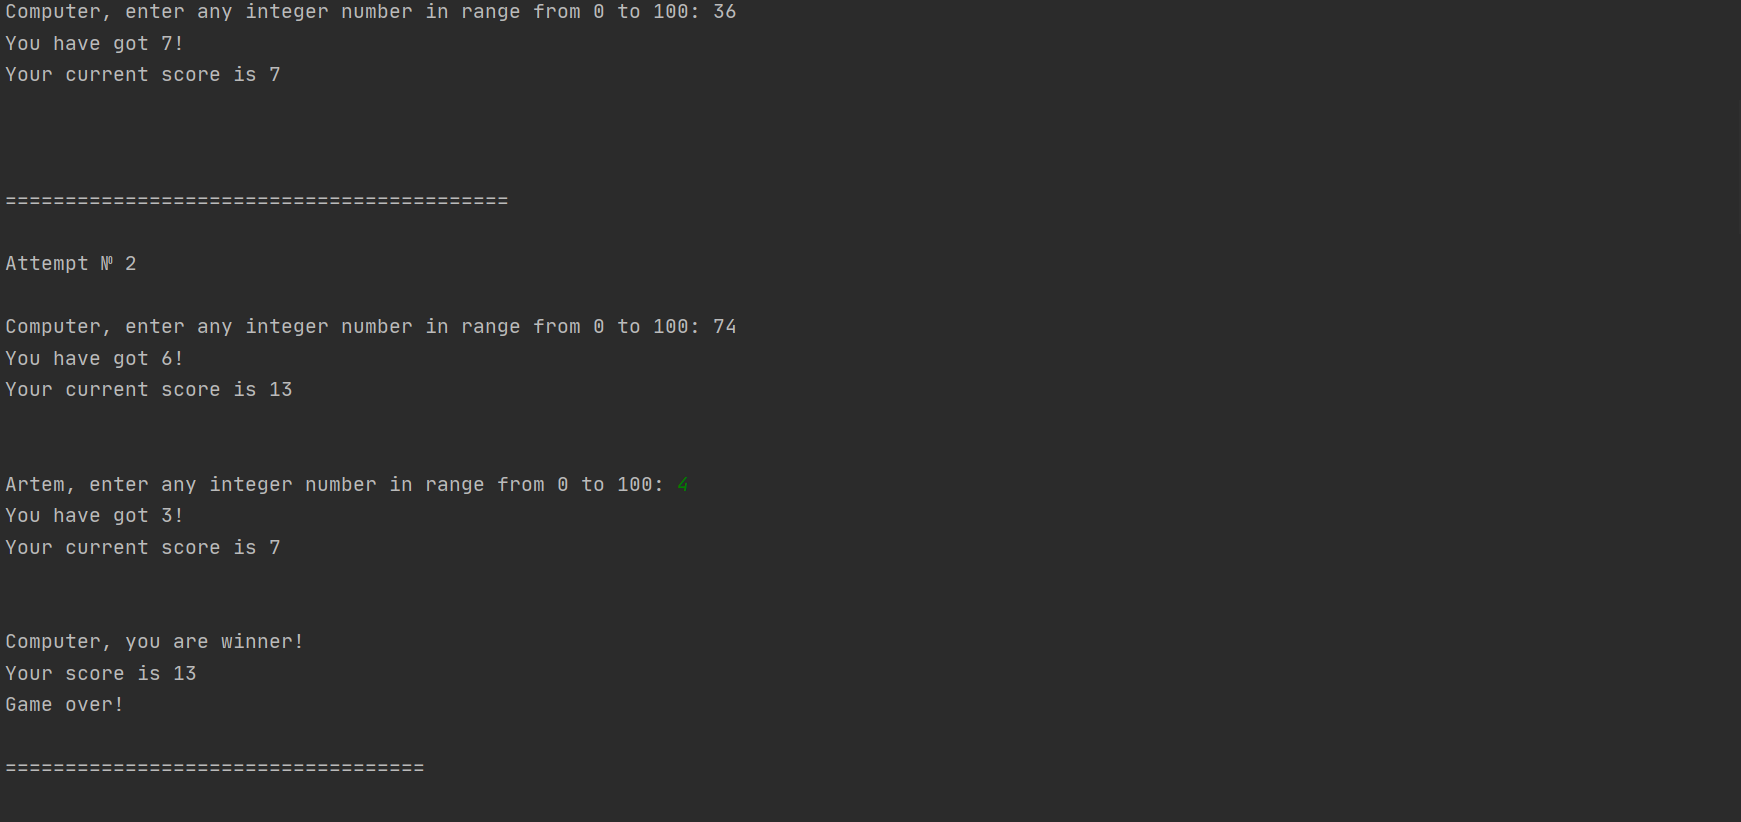 Computer, enter any integer number in range from 0 to 100: 36
You have got 7!
Your current score is 7
==========================================
Attempt № 2
Computer, enter any integer number in range from 0 to 100: 74
You have got 6!
Your current score is 13
Artem, enter any integer number in range from 0 to 100: 4
You have got 3!
Your current score is 7
Computer, you are winner!
Your score is 13
Game over!
===================================